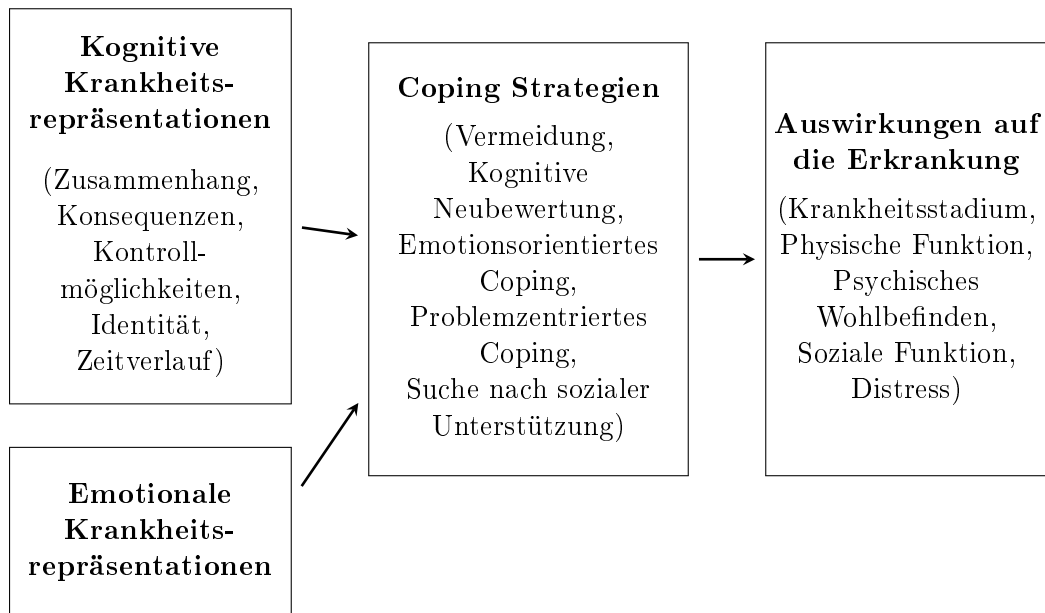 Kognitive
Krankheits-
repräsentationen
(Zusammenhang,
Konsequenzen,
Kontroll-
möglichkeiten,
Identität,
Zeitverlauf)
Emotionale
Krankheits-
repräsentationen
Coping Strategien
(Vermeidung,
Kognitive
Neubewertung,
Emotionsorientiertes
Coping,
Problemzentriertes
Coping,
Suche nach sozialer
Unterstützung)
Auswirkungen auf
die Erkrankung
(Krankheitsstadium,
Physische Funktion,
Psychisches
Wohlbefinden,
Soziale Funktion,
Distress)